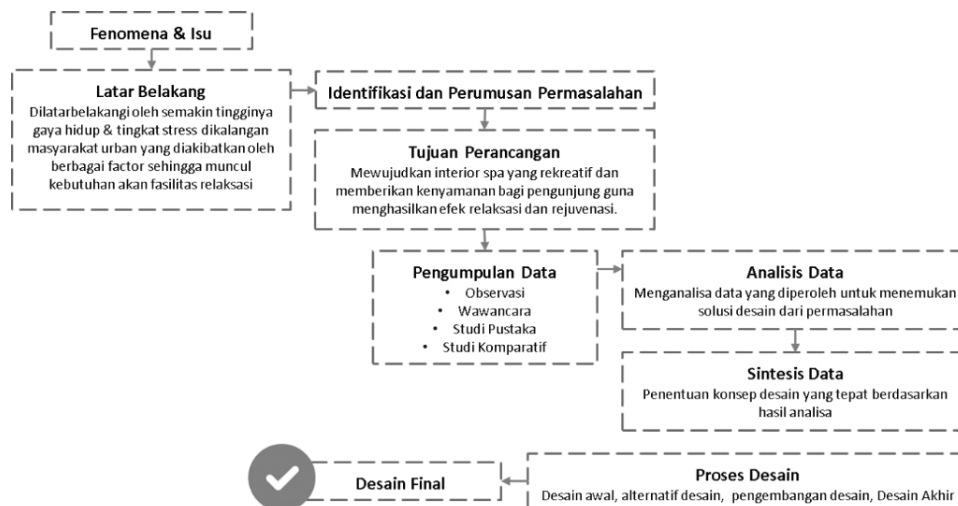 Fenomena & Isu
Latar Belakang
Dilatarbelakangi oleh semakin tingginya
gaya hidup & tingkat stress dikalangan
masyarakat urban yang diakibatkan oleh
berbagai factor sehingga muncul
kebutuhan akan fasilitas relaksasi
Identifikasi dan Perumusan Permasalahan
Tujuan Perancangan
Mewujudkan interior spa yang rekreatif dan
memberikan kenyamanan bagi pengunjung guna
menghasilkan efek relaksasi dan rejuvenasi.
Pengumpulan Data
• Observasi
• Wawancara
• Studi Pustaka
• Studi Komparatif
Analisis Data
Menganalisa data yang diperoleh untuk menemukan
solusi desain dari permasalahan
Sintesis Data
Penentuan konsep desain yang tepat berdasarkan
hasil analisa
Proses Desain
Desain awal, alternatif desain, pengembangan desain, Desain Akhir
Desain Final